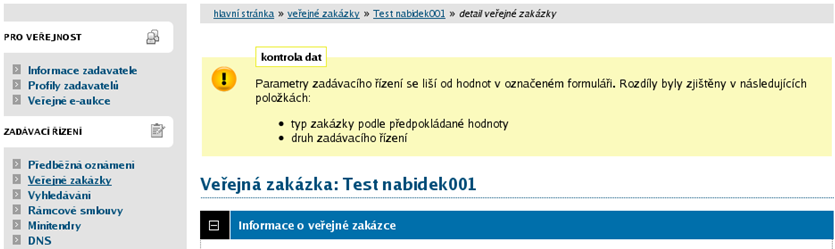 hlavní stránka » veřejné zakázky » Test nabidek001 » detail veřejné zakázky
PRO VEŘEJNOST
Informace zadavatele
Profily zadavatelů
Veřejné e-aukce
ZADÁVACÍ ŘÍZENÍ
Předběžná oznámení
Veřejné zakázky
Vyhledávání
Rámcové smlouvy
Minitendry
DNS
kontrola dat
Parametry zadávacího řízení se liší od hodnot v označeném formuláři. Rozdíly byly zjištěny v následujících
položkách:
• typ zakázky podle předpokládané hodnoty
• druh zadávacího řízení
Veřejná zakázka: Test nabidek001
Informace o veřejné zakázce